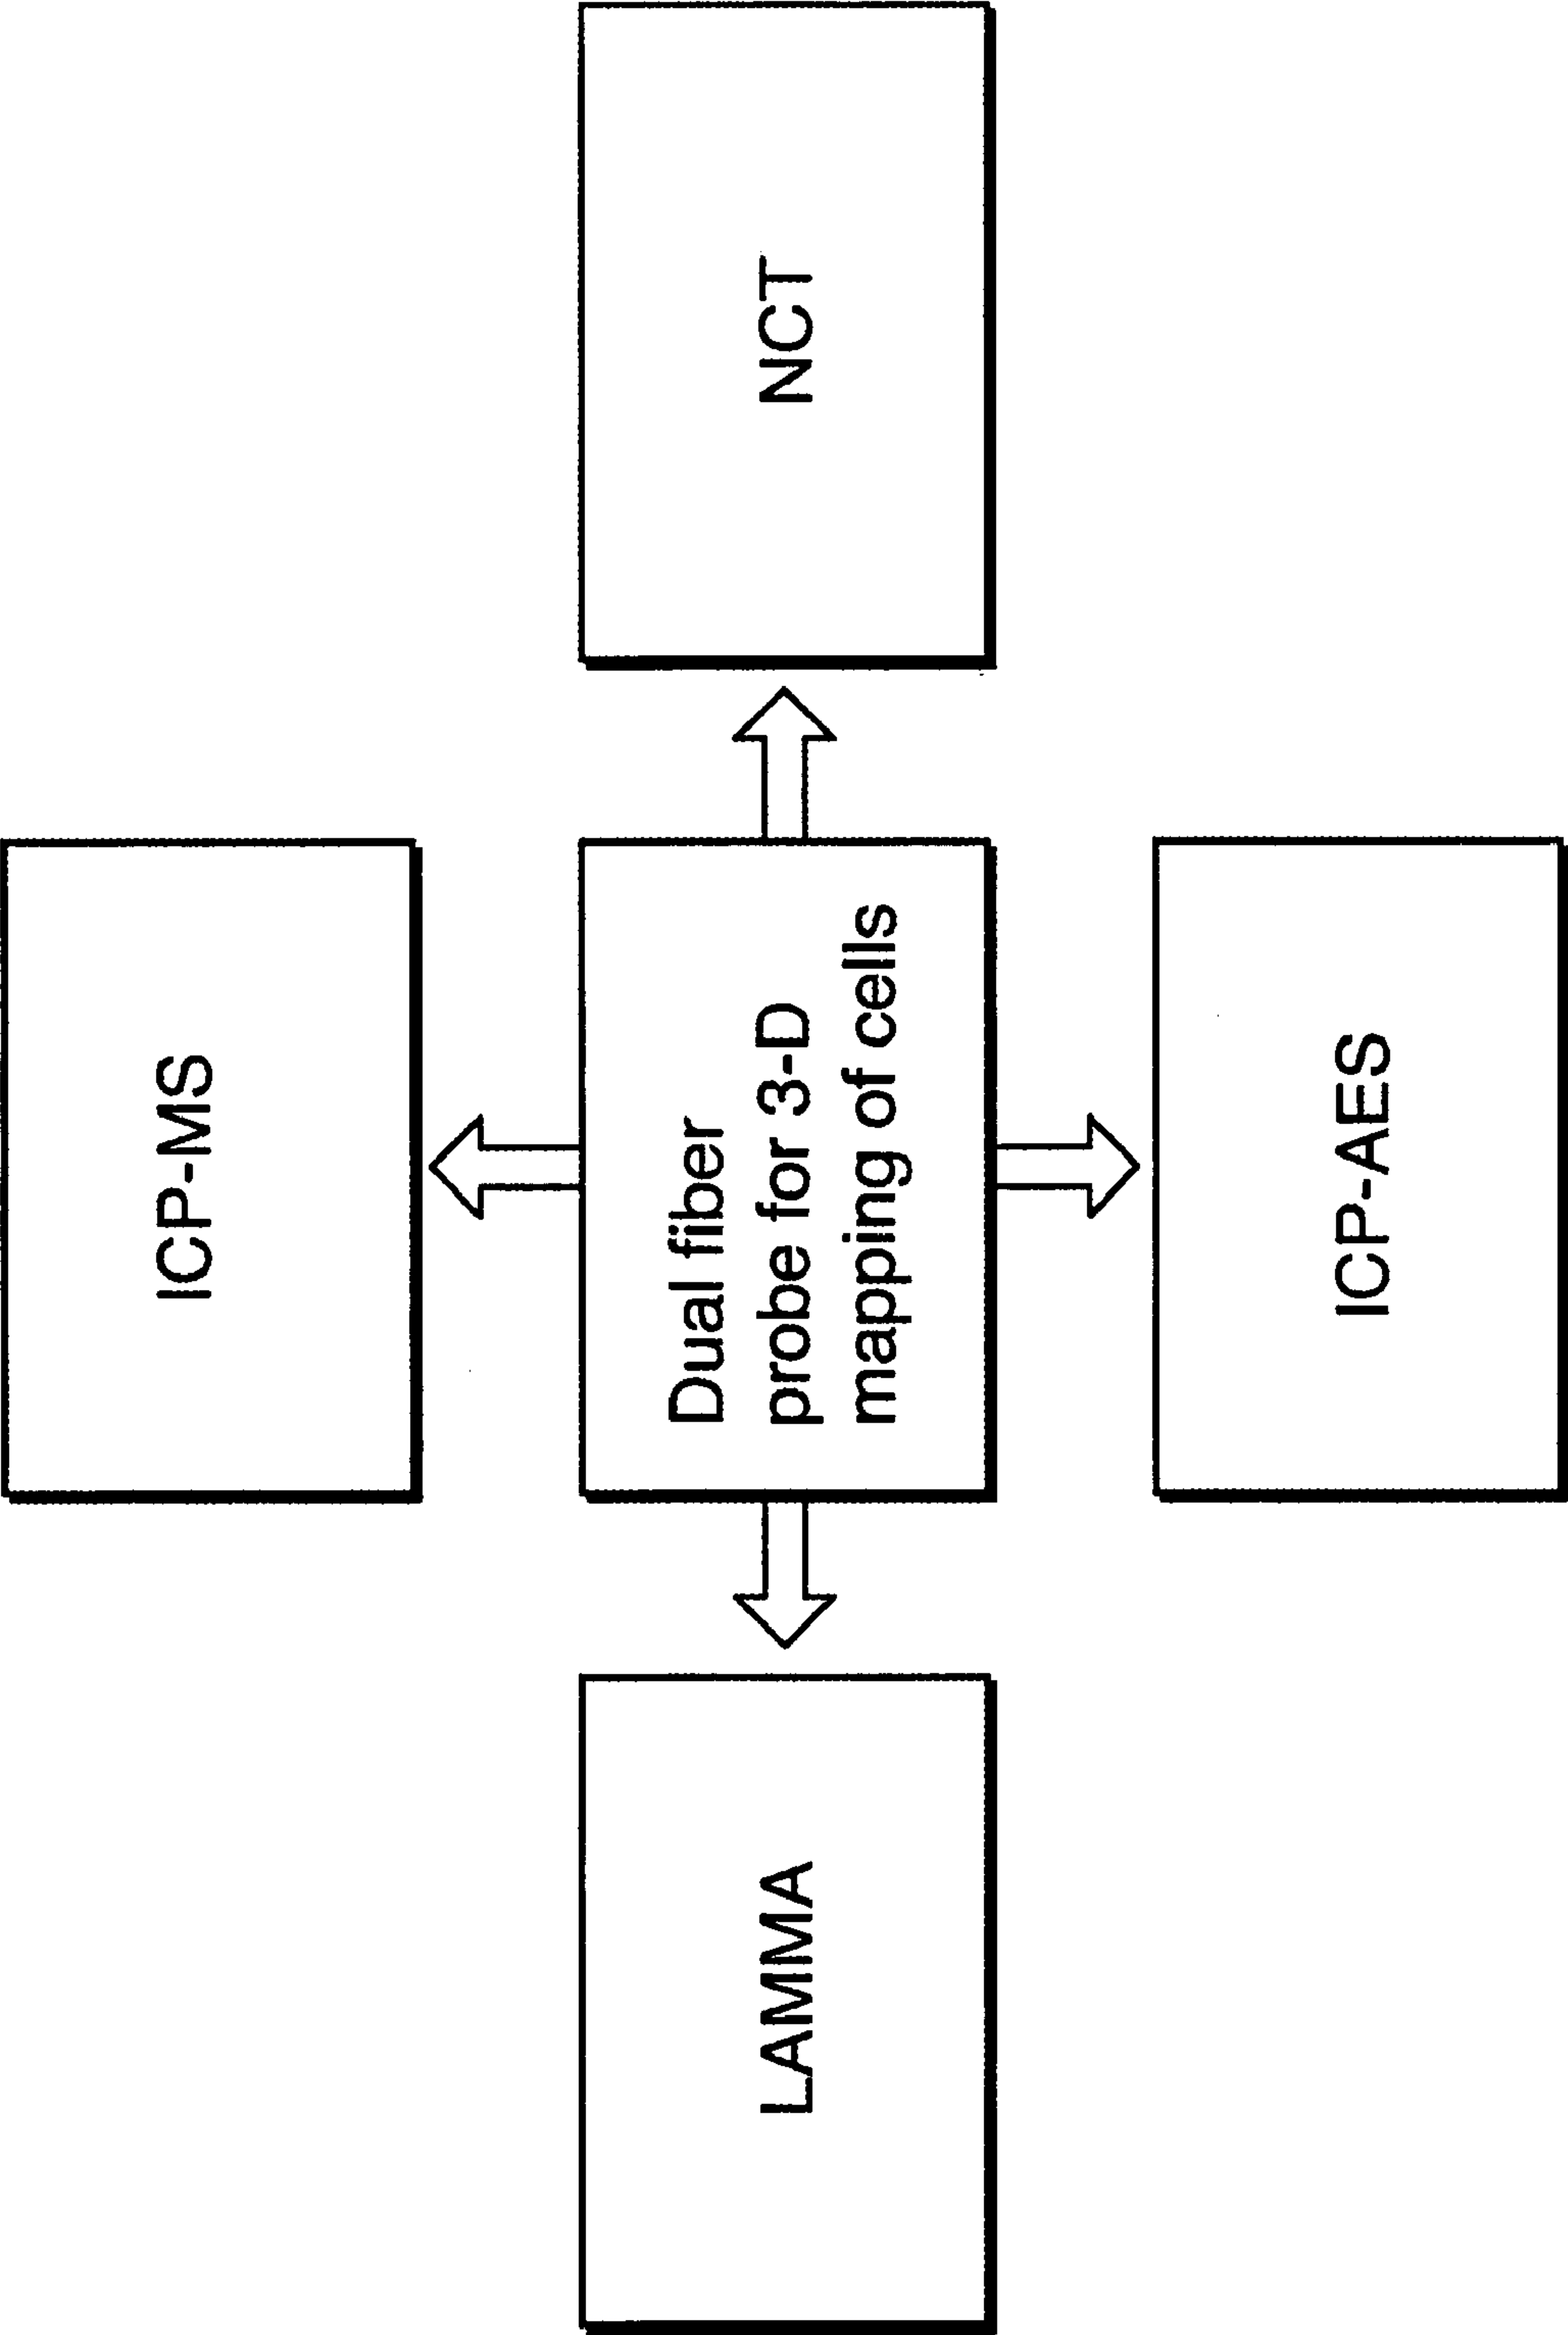 ICP-MS
LAMMA
Dual fiber
probe for 3-D
mapping of cells
NCT
ICP-AES